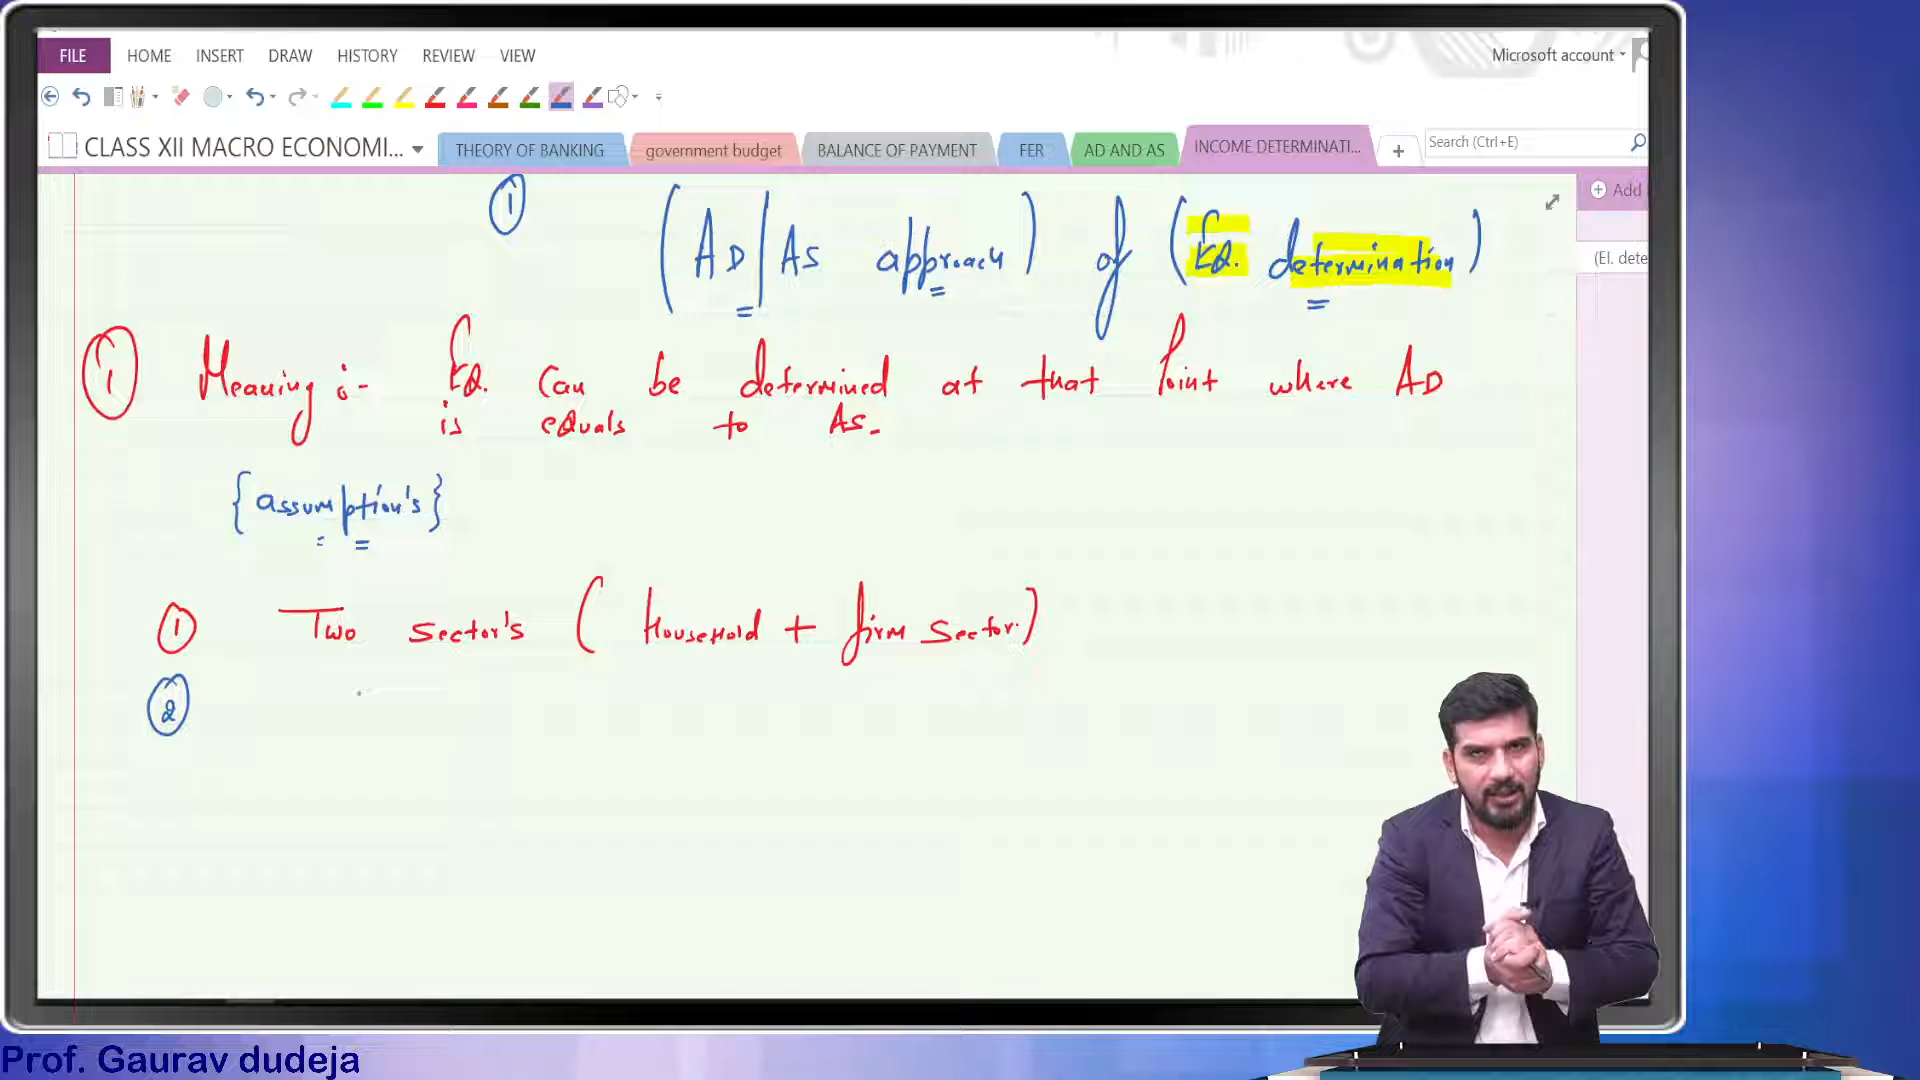 FILE HOME INSERT DRAW HISTORY REVIEW VIEW Microsoft account
CLASS XII MACRO ECONOMI... THEORY OF BANKING government budget BALANCE OF PAYMENT FER AD AND AS INCOME DETERMINATI... + Search (Ctrl+E)
Add
(El. dete
① (AD|AS approach) of (EQ. determination)
① Meaning :- EQ. Can be determined at that Point where AD
is equals to AS.
{assumption's}
① Two sector's (Household + firm sector.)
②
Prof. Gaurav dudeja